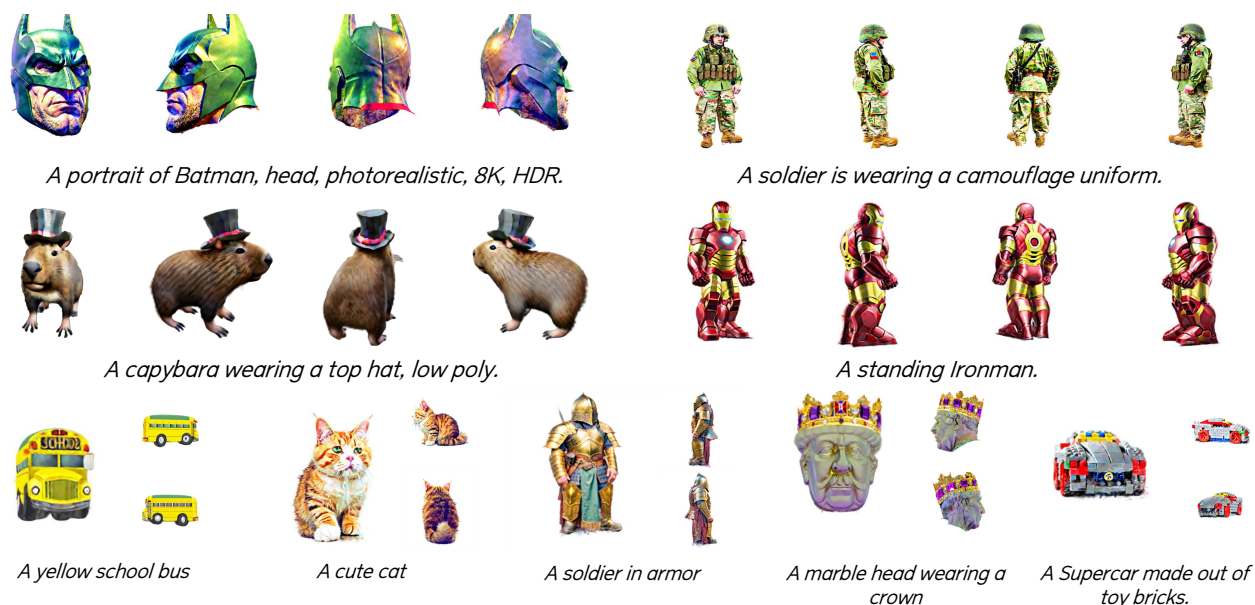 A portrait of Batman, head, photorealistic, 8K, HDR.
A soldier is wearing a camouflage uniform.
A capybara wearing a top hat, low poly.
A standing Ironman.
SCHOOL
A yellow school bus
A cute cat
A soldier in armor
A marble head wearing a
crown
A Supercar made out of
toy bricks.